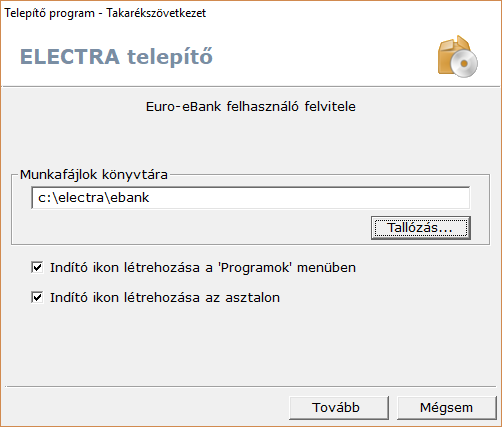 Telepítő program - Takarékszövetkezet
ELECTRA telepítő
Euro-eBank felhasználó felvitele
Munkafájlok könyvtára
c:\electra\ebank
Tallózás...
Indító ikon létrehozása a 'Programok' menüben
Indító ikon létrehozása az asztalon
Tovább
Mégsem